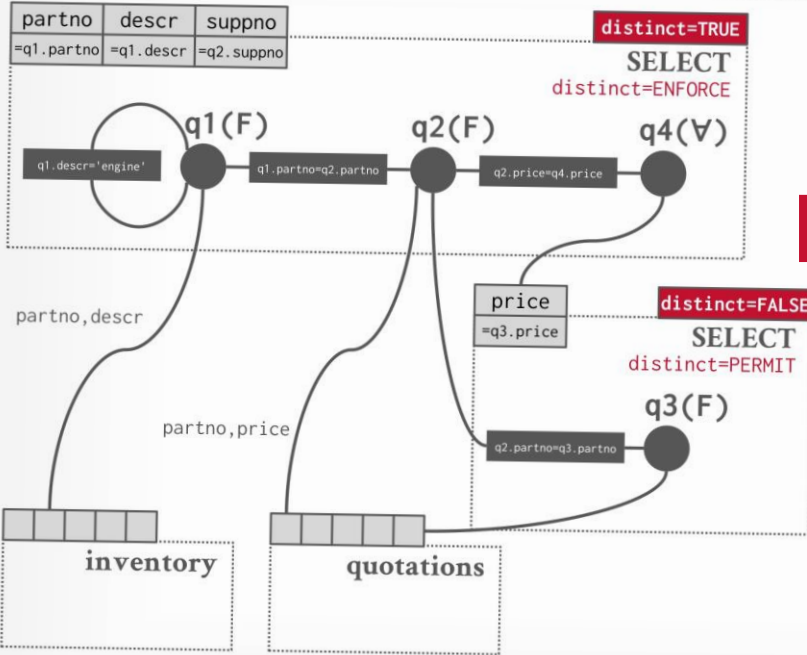 partno descr suppno
=q1.partno =q1.descr =q2.suppno
distinct=TRUE
SELECT
distinct=ENFORCE
q1(F)
q2(F)
q4(∀)
q1.descr='engine'
q1.partno=q2.partno
q2.price=q4.price
partno,descr
price
=q3.price
distinct=FALSE
SELECT
distinct=PERMIT
partno,price
q3(F)
q2.partno=q3.partno
inventory
quotations